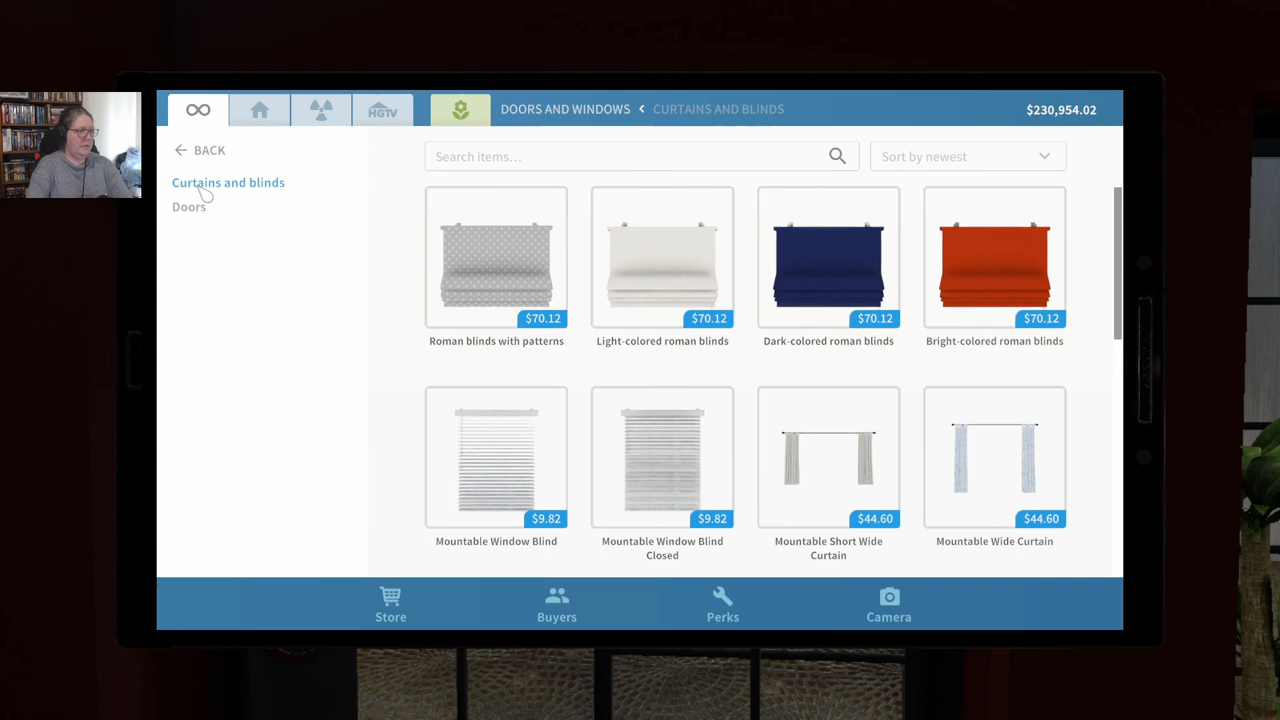 HGTV
DOORS AND WINDOWS
CURTAINS AND BLINDS
$230,954.02
BACK
Search items...
Sort by newest
Curtains and blinds
Doors
$70.12
$70.12
$70.12
$70.12
Roman blinds with patterns
Light-colored roman blinds
Dark-colored roman blinds
Bright-colored roman blinds
$9.82
$9.82
$44.60
$44.60
Mountable Window Blind
Mountable Window Blind
Closed
Mountable Short Wide
Curtain
Mountable Wide Curtain
Store
Buyers
Perks
Camera